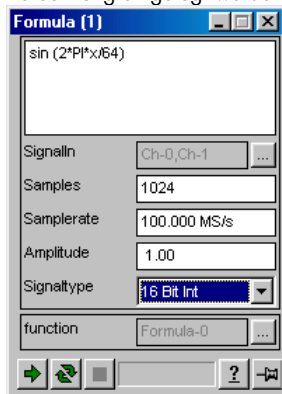 Formula (1)
sin (2*PI*x/64)
SignalIn Ch-0,Ch-1 ...
Samples 1024
Samplerate 100.000 MS/s
Amplitude 1.00
Signaltype 16 Bit Int
function Formula-0 ...
?